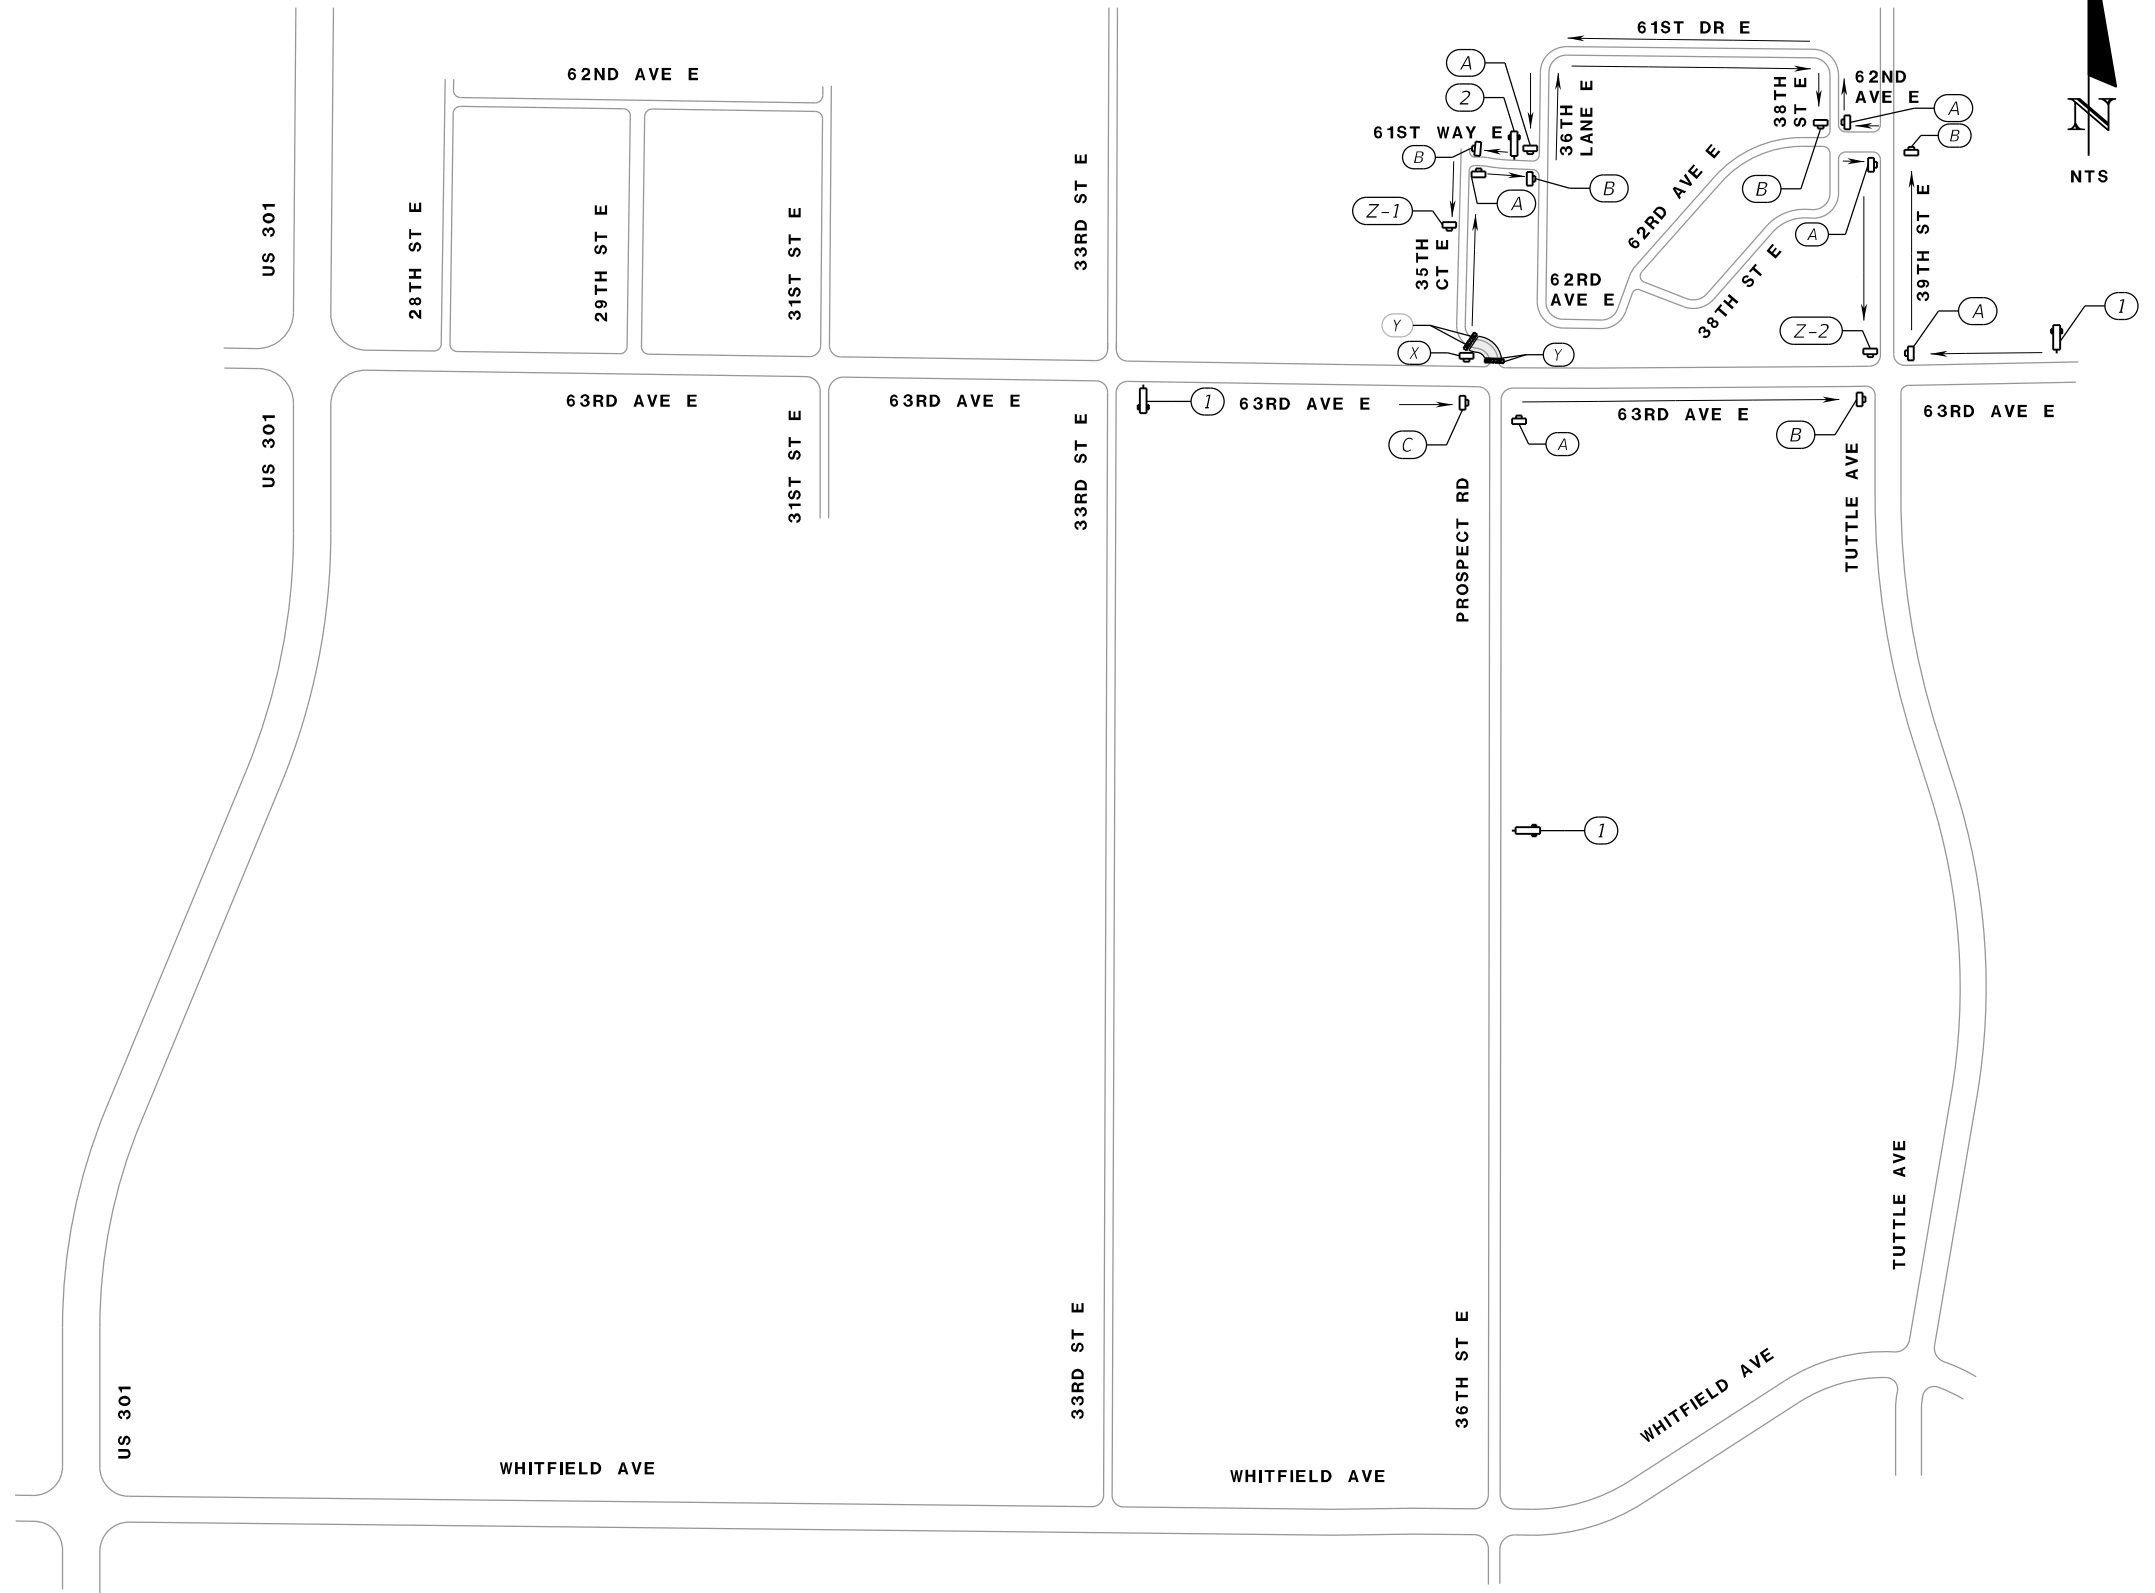 61ST DR E
62ND AVE E
A
2
38TH
ST E
62ND
AVE E
A
B
N
NTS
61ST WAY E
B
36TH
LANE E
A
B
62RD AVE E
B
Z-1
35TH
CT E
A
39TH ST E
US 301
28TH ST E
29TH ST E
31ST ST E
33RD ST E
62RD
AVE E
38TH ST E
Y
X
Y
Z-2
A
1
US 301
63RD AVE E
31ST ST E
63RD AVE E
33RD ST E
1
63RD AVE E
C
A
63RD AVE E
B
63RD AVE E
PROSPECT RD
TUTTLE AVE
1
TUTTLE AVE
33RD ST E
36TH ST E
WHITFIELD AVE
US 301
WHITFIELD AVE
WHITFIELD AVE